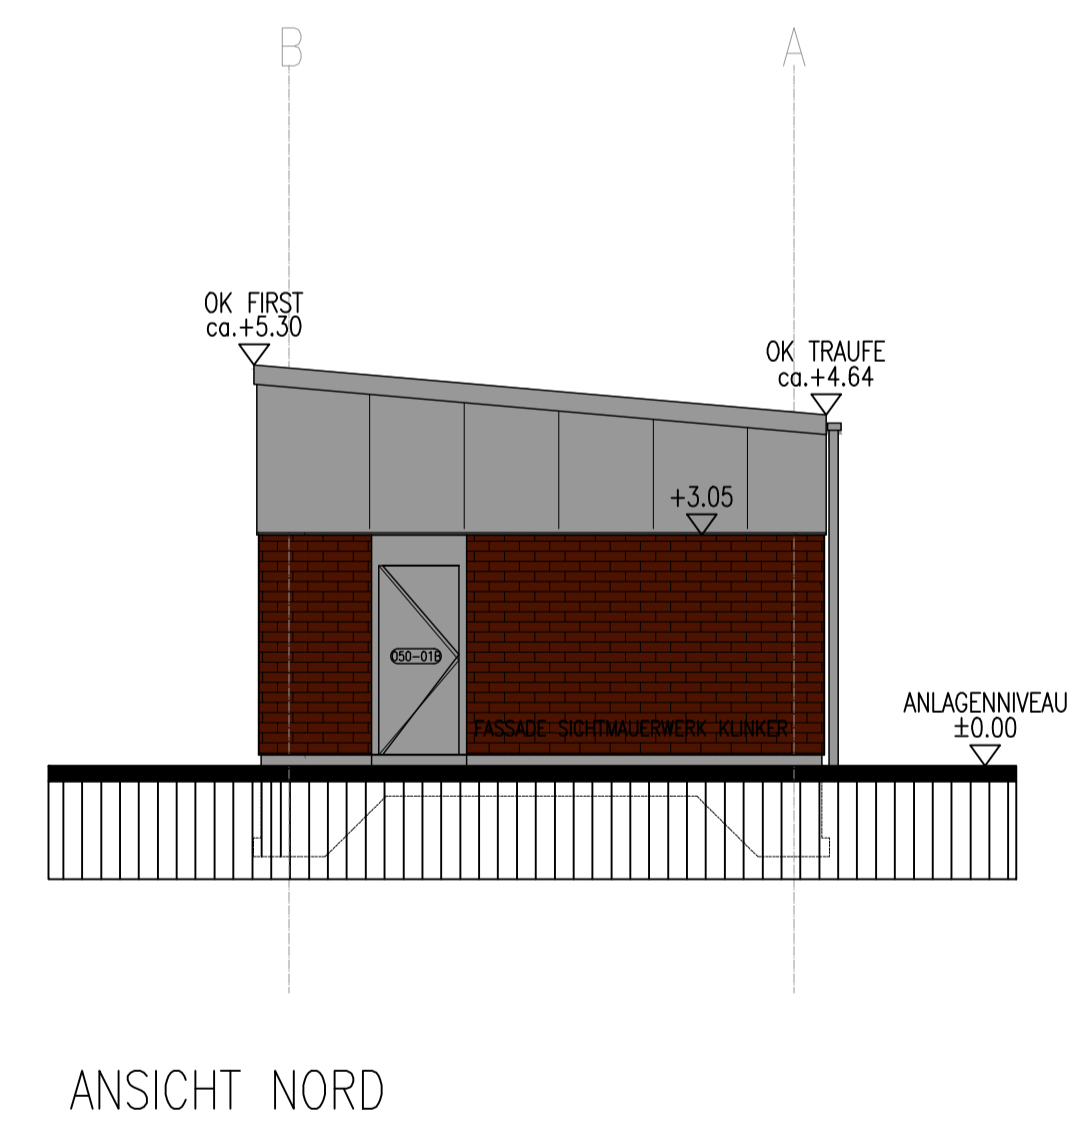 B
A
OK FIRST
ca.+5.30
OK TRAUFE
ca.+4.64
+3.05
050-01B
FASSADE SICHTMAUERWERK KLINKER
ANLAGENNIVEAU
±0.00
ANSICHT NORD